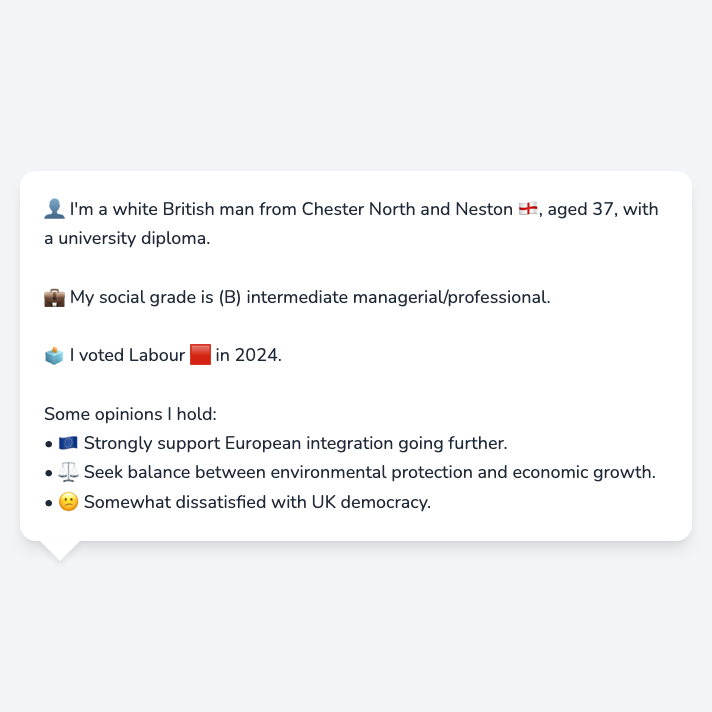 👤 I'm a white British man from Chester North and Neston 🏴󠁧󠁢󠁥󠁮󠁧󠁿, aged 37, with
a university diploma.
💼 My social grade is (B) intermediate managerial/professional.
🗳️ I voted Labour 🟥 in 2024.
Some opinions I hold:
• 🇪🇺 Strongly support European integration going further.
• ⚖️ Seek balance between environmental protection and economic growth.
• 🙁 Somewhat dissatisfied with UK democracy.